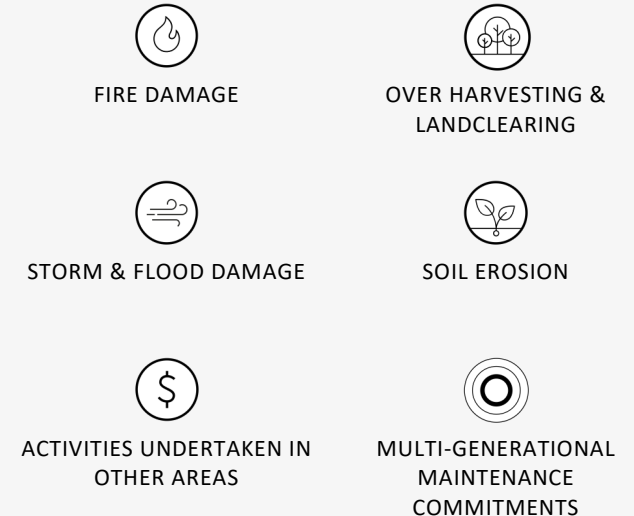 FIRE DAMAGE
OVER HARVESTING &
LANDCLEARING
STORM & FLOOD DAMAGE
SOIL EROSION
$
ACTIVITIES UNDERTAKEN IN
OTHER AREAS
MULTI-GENERATIONAL
MAINTENANCE
COMMITMENTS